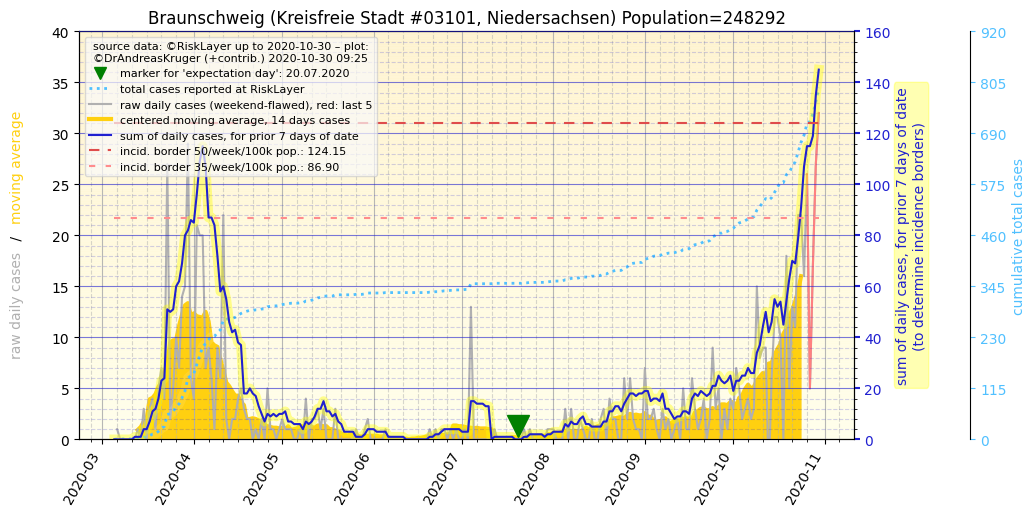 Braunschweig (Kreisfreie Stadt #03101, Niedersachsen) Population=248292
source data: ©RiskLayer up to 2020-10-30 – plot:
©DrAndreasKruger (+contrib.) 2020-10-30 09:25
marker for 'expectation day': 20.07.2020
total cases reported at RiskLayer
raw daily cases (weekend-flawed), red: last 5
centered moving average, 14 days cases
sum of daily cases, for prior 7 days of date
incid. border 50/week/100k pop.: 124.15
incid. border 35/week/100k pop.: 86.90
raw daily cases / moving average
40
35
30
25
20
15
10
5
0
2020-03
2020-04
2020-05
2020-06
2020-07
2020-08
2020-09
2020-10
2020-11
160
140
120
100
80
60
40
20
0
sum of daily cases, for prior 7 days of date
(to determine incidence borders)
920
805
690
575
460
345
230
115
0
cumulative total cases